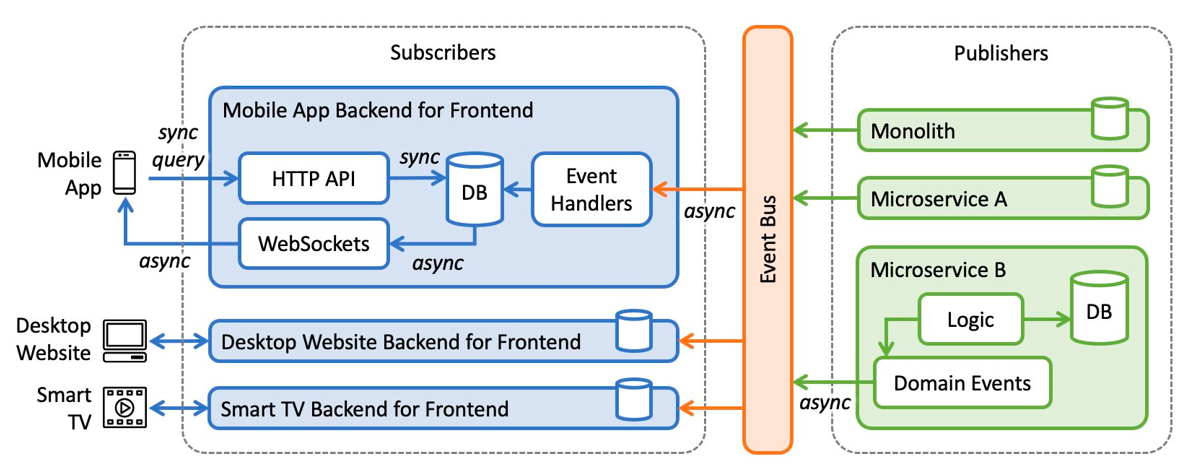 Subscribers
Publishers
Mobile App Backend for Frontend
sync
query
Mobile
App
HTTP API
sync
DB
Event
Handlers
async
WebSockets
async
async
Event Bus
Monolith
Microservice A
Microservice B
Logic
DB
Domain Events
async
Desktop
Website
Desktop Website Backend for Frontend
Smart
TV
Smart TV Backend for Frontend